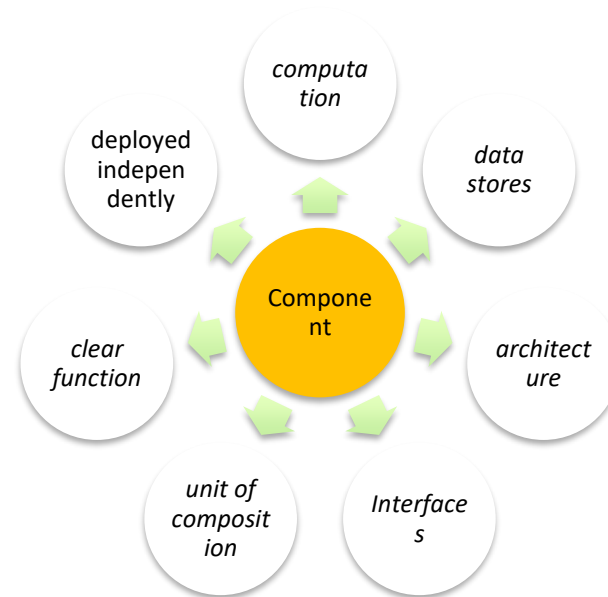 computa
tion
deployed
indepen
dently
data
stores
Compone
nt
clear
function
architect
ure
unit of
composit
ion
Interface
s